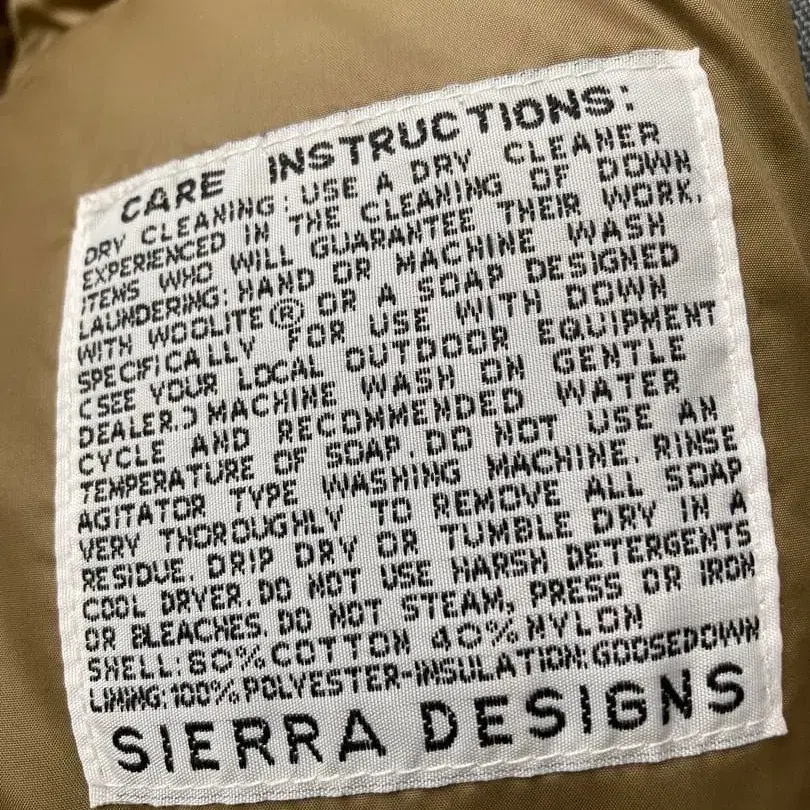 CARE INSTRUCTIONS:
DRY CLEANING: USE A DRY CLEANER
EXPERIENCED IN THE CLEANING OF DOWN
ITEMS WHO WILL GUARANTEE THEIR WORK.
LAUNDERING: HAND OR MACHINE WASH
WITH WOOLITE® OR A SOAP DESIGNED
SPECIFICALLY FOR USE WITH DOWN
(SEE YOUR LOCAL OUTDOOR EQUIPMENT
DEALER.) MACHINE WASH ON GENTLE
CYCLE AND RECOMMENDED WATER
TEMPERATURE OF SOAP. DO NOT USE AN
AGITATOR TYPE WASHING MACHINE. RINSE
VERY THOROUGHLY TO REMOVE ALL SOAP
RESIDUE. DRIP DRY OR TUMBLE DRY IN A
COOL DRYER. DO NOT USE HARSH DETERGENTS
OR BLEACHES. DO NOT STEAM, PRESS OR IRON
SHELL: 60% COTTON 40% NYLON
LINING: 100% POLYESTER-INSULATION: GOOSEDOWN
SIERRA DESIGNS